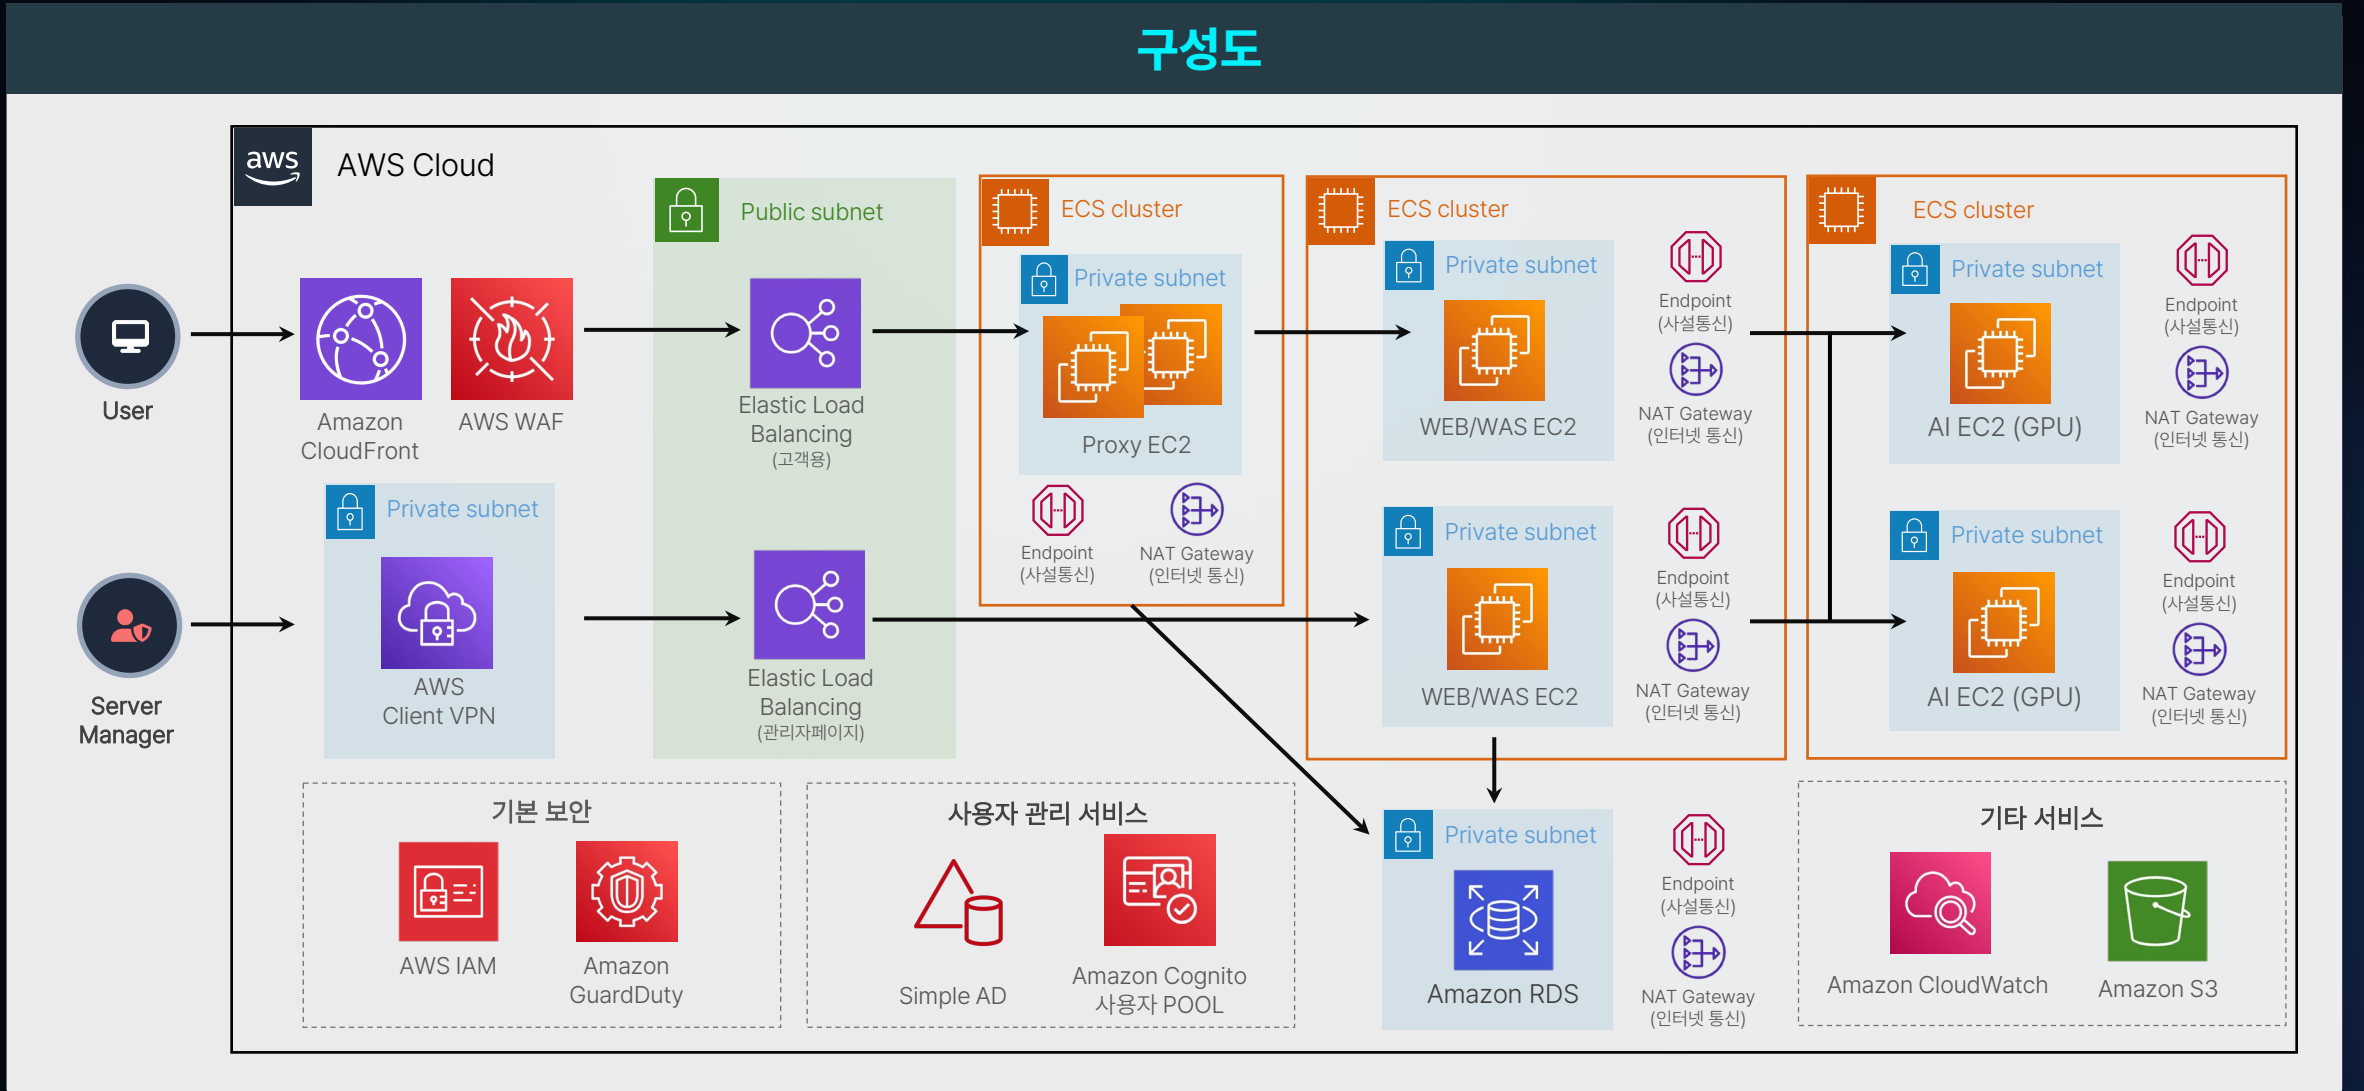 구성도
aws
AWS Cloud
User
Server
Manager
Amazon
CloudFront
AWS WAF
Private subnet
AWS
Client VPN
Public subnet
Elastic Load
Balancing
(고객용)
Elastic Load
Balancing
(관리자페이지)
ECS cluster
Private subnet
Proxy EC2
Endpoint
(사설통신)
NAT Gateway
(인터넷 통신)
ECS cluster
Private subnet
WEB/WAS EC2
Endpoint
(사설통신)
NAT Gateway
(인터넷 통신)
Private subnet
WEB/WAS EC2
Endpoint
(사설통신)
NAT Gateway
(인터넷 통신)
ECS cluster
Private subnet
AI EC2 (GPU)
Endpoint
(사설통신)
NAT Gateway
(인터넷 통신)
Private subnet
AI EC2 (GPU)
Endpoint
(사설통신)
NAT Gateway
(인터넷 통신)
기본 보안
AWS IAM
Amazon
GuardDuty
사용자 관리 서비스
Simple AD
Amazon Cognito
사용자 POOL
Private subnet
Amazon RDS
Endpoint
(사설통신)
NAT Gateway
(인터넷 통신)
기타 서비스
Amazon CloudWatch
Amazon S3